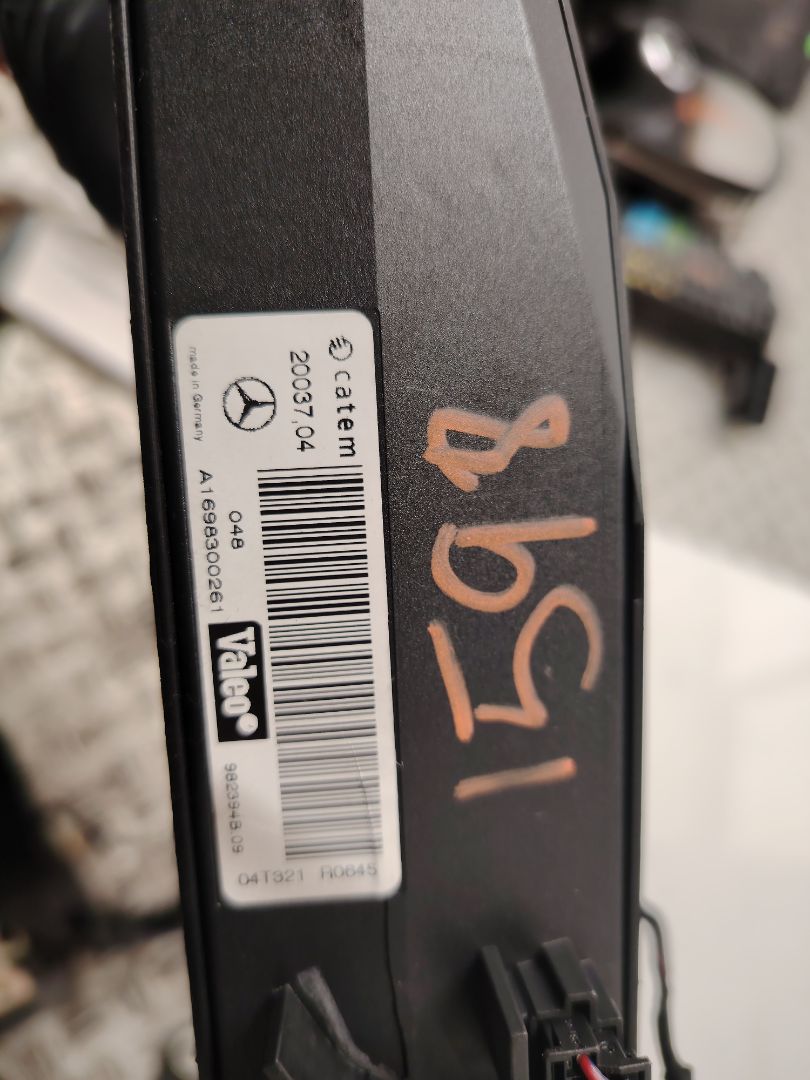 catem
20037,04
048
A1698300261
made in Germany
Valeo®
9823948.09
04T321 R0645
1598